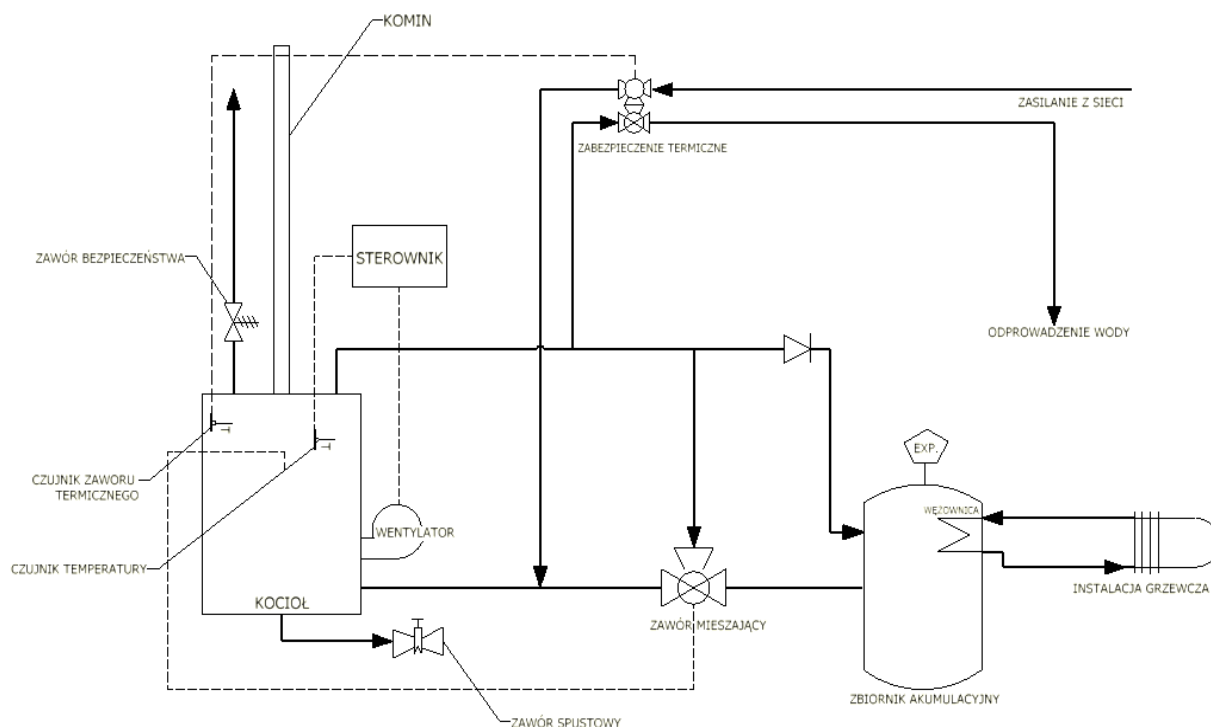 KOMIN
ZASILANIE Z SIECI
ZABEZPIECZENIE TERMICZNE
ZAWÓR BEZPIECZEŃSTWA
STEROWNIK
ODPROWADZENIE WODY
T
T
EXP.
CZUJNIK ZAWORU
TERMICZNEGO
WĘŻOWNICA
WENTYLATOR
CZUJNIK TEMPERATURY
INSTALACJA GRZEWCZA
KOCIOŁ
ZAWÓR MIESZAJĄCY
ZBIORNIK AKUMULACYJNY
ZAWÓR SPUSTOWY